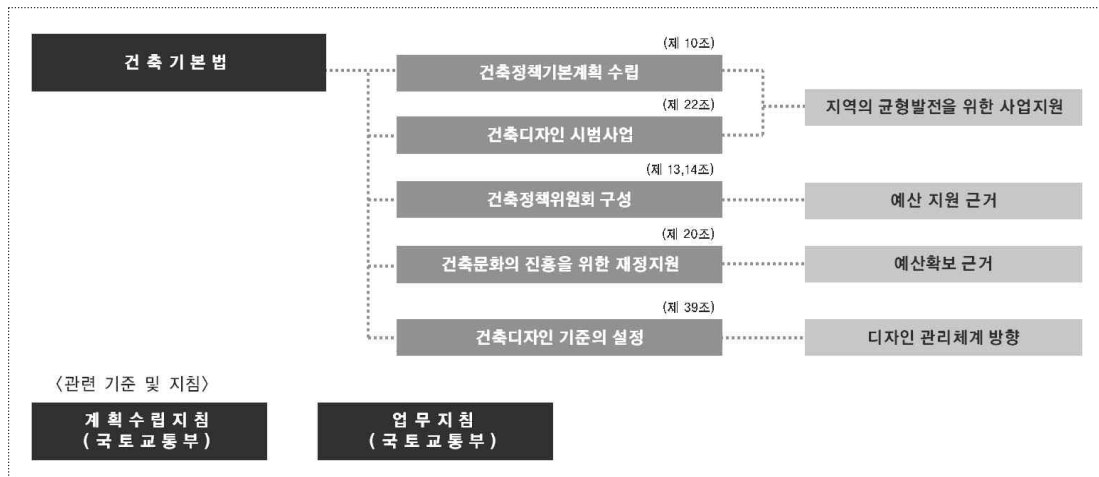 건축기본법
(제 10조)
건축정책기본계획 수립
(제 22조)
건축디자인 시범사업
지역의 균형발전을 위한 사업지원
(제 13,14조)
건축정책위원회 구성
예산 지원 근거
(제 20조)
건축문화의 진흥을 위한 재정지원
예산확보 근거
(제 39조)
건축디자인 기준의 설정
디자인 관리체계 방향
〈관련 기준 및 지침〉
계획수립지침
(국토교통부)
업무지침
(국토교통부)